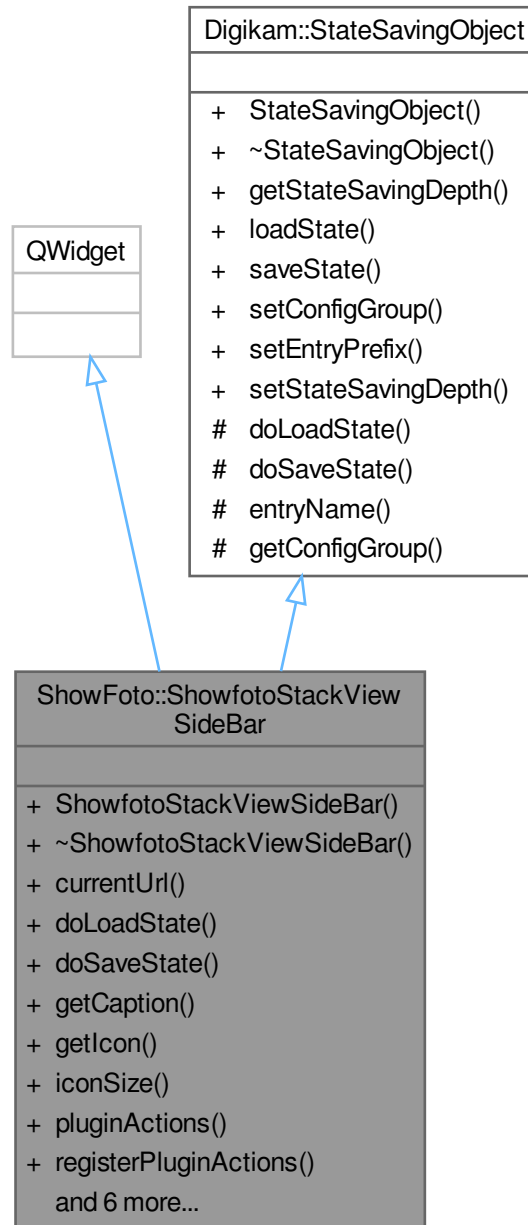 Digikam::StateSavingObject
+ StateSavingObject()
+ ~StateSavingObject()
+ getStateSavingDepth()
+ loadState()
+ saveState()
+ setConfigGroup()
+ setEntryPrefix()
+ setStateSavingDepth()
# doLoadState()
# doSaveState()
# entryName()
# getConfigGroup()
QWidget
ShowFoto::ShowfotoStackView
SideBar
+ ShowfotoStackViewSideBar()
+ ~ShowfotoStackViewSideBar()
+ currentUrl()
+ doLoadState()
+ doSaveState()
+ getCaption()
+ getIcon()
+ iconSize()
+ pluginActions()
+ registerPluginActions()
and 6 more...